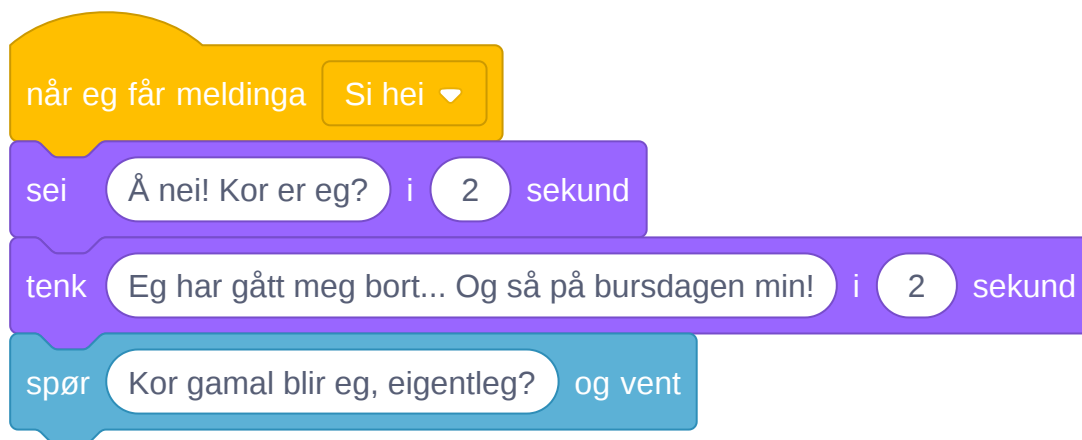 når eg får meldinga Si hei
sei Å nei! Kor er eg? i 2 sekund
tenk Eg har gått meg bort... Og så på bursdagen min! i 2 sekund
spør Kor gamal blir eg, eigentleg? og vent